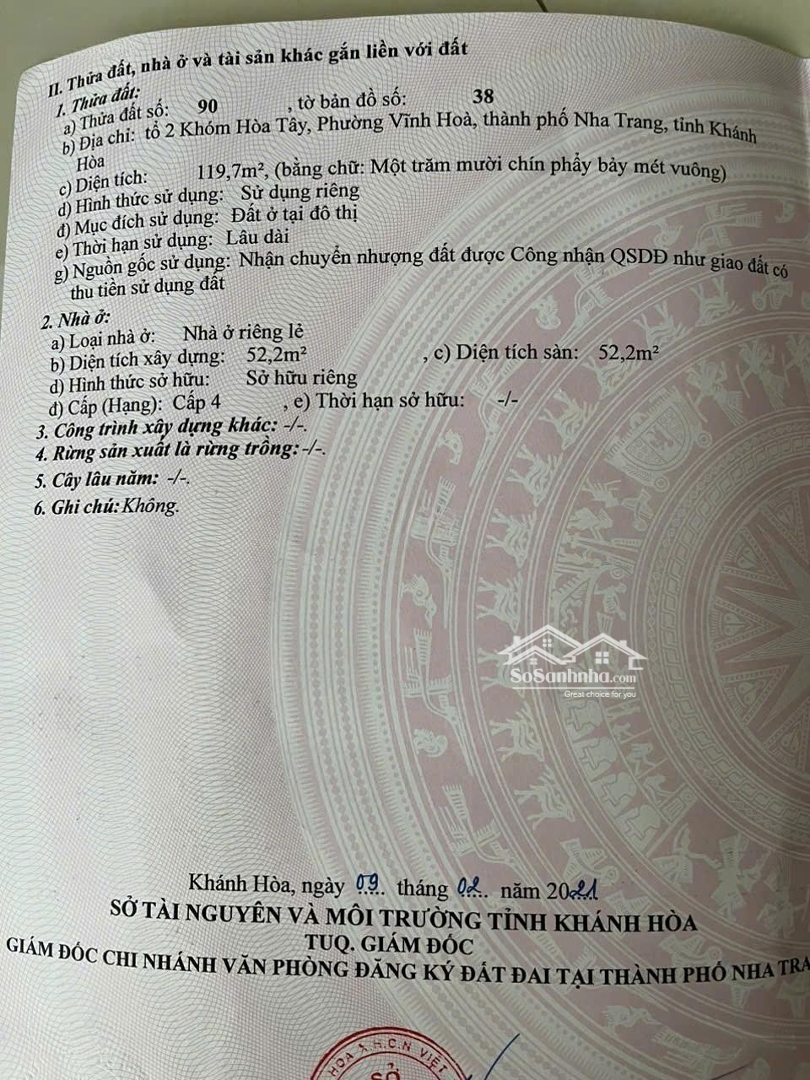 II. Thửa đất, nhà ở và tài sản khác gắn liền với đất
1. Thửa đất:
a) Thửa đất số: 90 , tờ bản đồ số: 38
b) Địa chỉ: tổ 2 Khóm Hòa Tây, Phường Vĩnh Hoà, thành phố Nha Trang, tỉnh Khánh
Hòa
c) Diện tích: 119,7m², (bằng chữ: Một trăm mười chín phẩy bảy mét vuông)
d) Hình thức sử dụng: Sử dụng riêng
đ) Mục đích sử dụng: Đất ở tại đô thị
e) Thời hạn sử dụng: Lâu dài
g) Nguồn gốc sử dụng: Nhận chuyển nhượng đất được Công nhận QSDĐ như giao đất có
thu tiền sử dụng đất
2. Nhà ở:
a) Loại nhà ở: Nhà ở riêng lẻ
b) Diện tích xây dựng: 52,2m² , c) Diện tích sàn: 52,2m²
d) Hình thức sở hữu: Sở hữu riêng
đ) Cấp (Hạng): Cấp 4 , e) Thời hạn sở hữu: -/-
3. Công trình xây dựng khác: -/-.
4. Rừng sản xuất là rừng trồng: -/-.
5. Cây lâu năm: -/-.
6. Ghi chú: Không.
SoSanhnha.com
Great choice for you
Khánh Hòa, ngày 09 tháng 02 năm 2021
SỞ TÀI NGUYÊN VÀ MÔI TRƯỜNG TỈNH KHÁNH HÒA
TUQ. GIÁM ĐỐC
GIÁM ĐỐC CHI NHÁNH VĂN PHÒNG ĐĂNG KÝ ĐẤT ĐAI TẠI THÀNH PHỐ NHA TRA
HÒA X.H.C.N VIỆT
SỞ